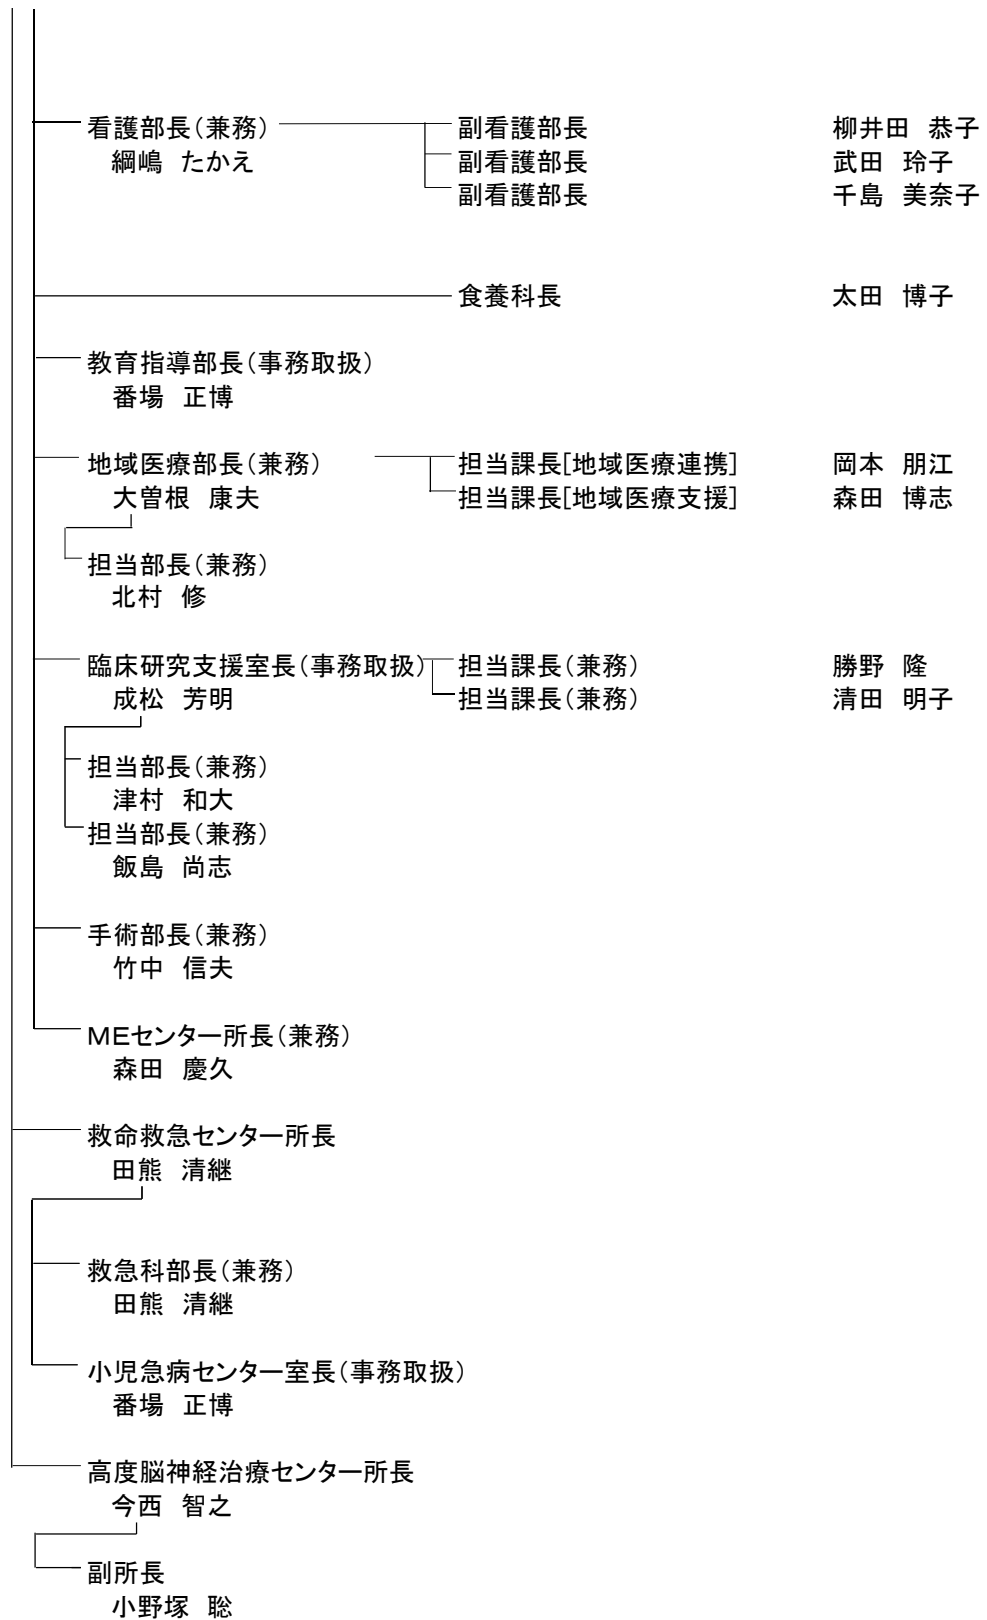 看護部長（兼務） 副看護部長 柳井田 恭子
綱嶋 たかえ 副看護部長 武田 玲子
副看護部長 千島 美奈子
食養科長 太田 博子
教育指導部長（事務取扱）
番場 正博
地域医療部長（兼務） 担当課長［地域医療連携］ 岡本 朋江
大曽根 康夫 担当課長［地域医療支援］ 森田 博志
担当部長（兼務）
北村 修
臨床研究支援室長（事務取扱） 担当課長（兼務） 勝野 隆
成松 芳明 担当課長（兼務） 清田 明子
担当部長（兼務）
津村 和大
担当部長（兼務）
飯島 尚志
手術部長（兼務）
竹中 信夫
ＭＥセンター所長（兼務）
森田 慶久
救命救急センター所長
田熊 清継
救急科部長（兼務）
田熊 清継
小児急病センター室長（事務取扱）
番場 正博
高度脳神経治療センター所長
今西 智之
副所長
小野塚 聡